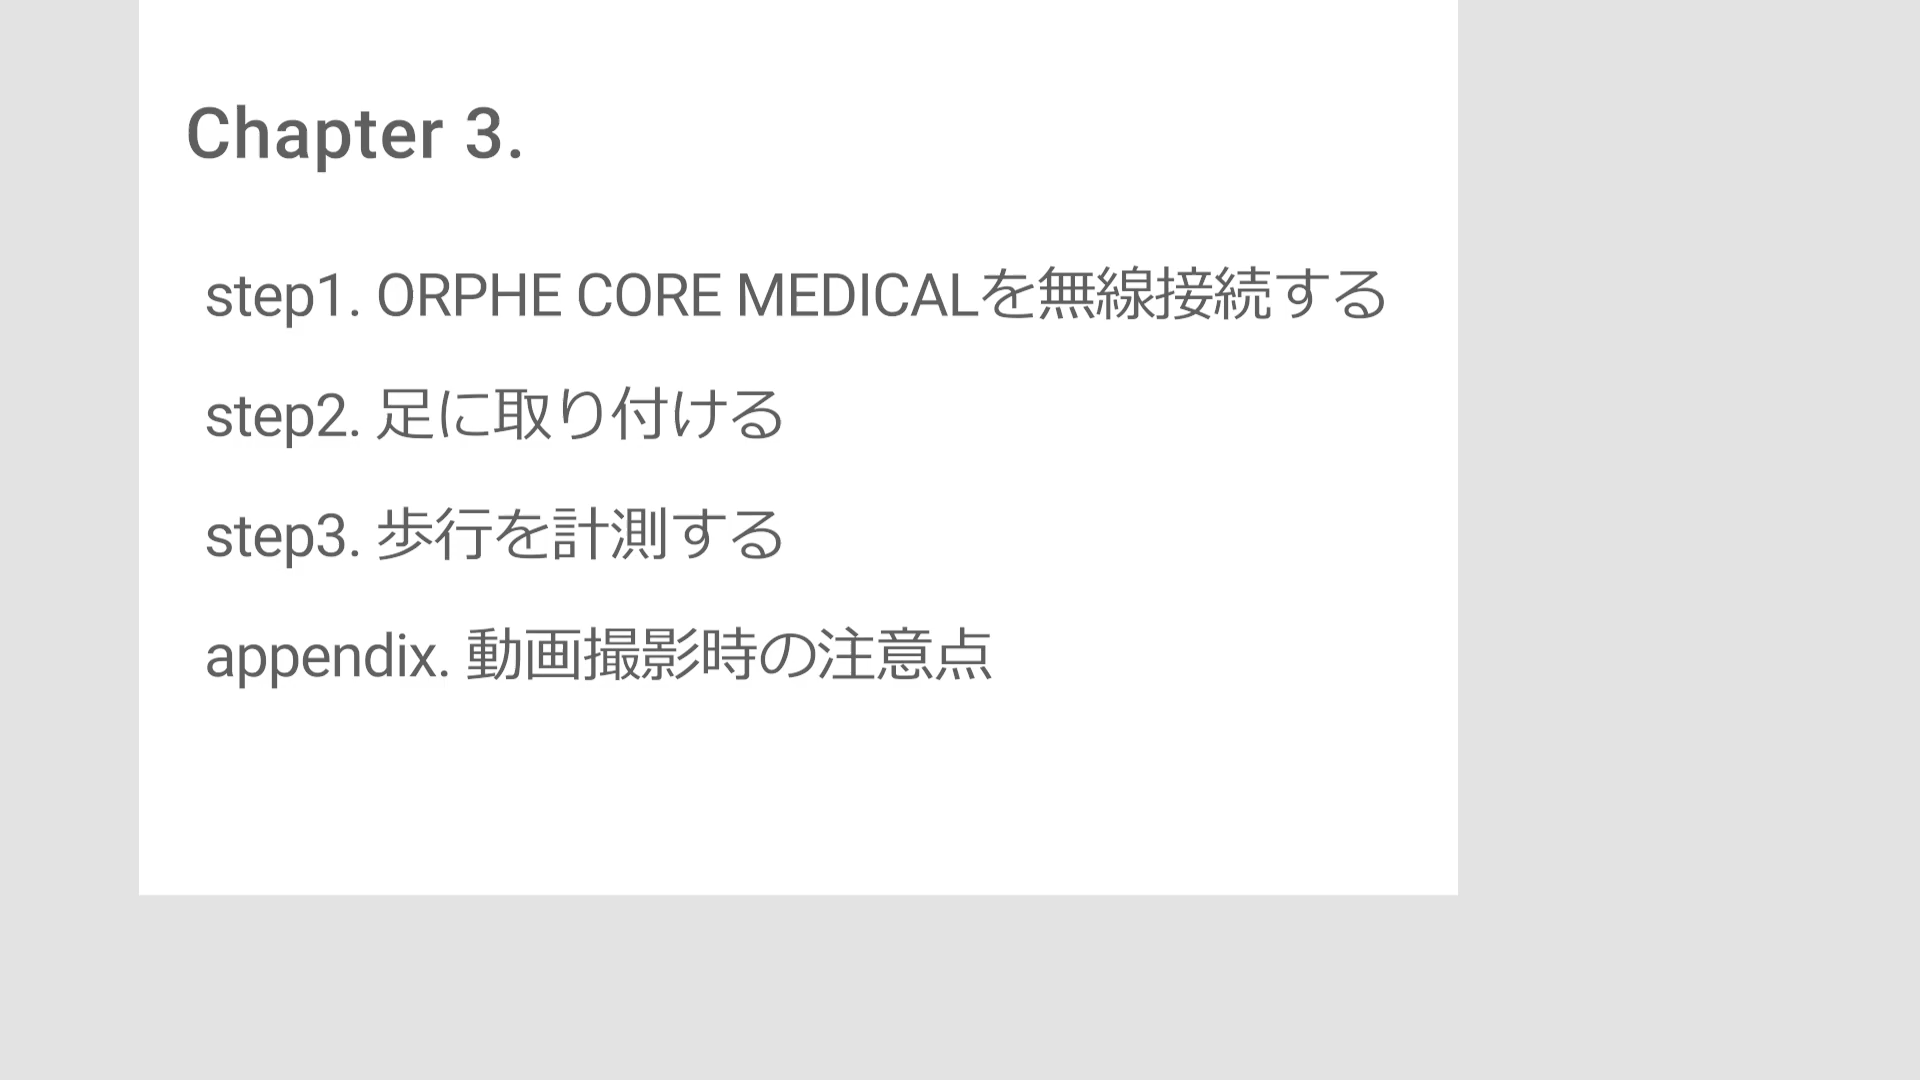 Chapter 3.
step1. ORPHE CORE MEDICALを無線接続する
step2. 足に取り付ける
step3. 歩行を計測する
appendix. 動画撮影時の注意点